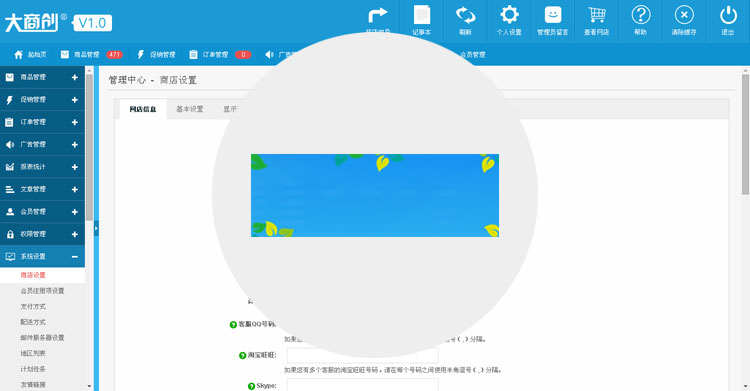 大商创 V1.0
记事本
刷新
个人设置
管理员留言
查看网店
帮助
清除缓存
退出
起始页
商品管理 471
促销管理
订单管理 0
会员管理
商品管理
促销管理
订单管理
广告管理
报表统计
文章管理
会员管理
权限管理
系统设置
商店设置
会员注册项设置
支付方式
配送方式
邮件服务器设置
地区列表
计划任务
友情链接
管理中心 - 商店设置
网店信息
基本设置
客服QQ号码:
淘宝旺旺:
如果您有多个客服的淘宝旺旺号码，请在每个号码之间使用半角逗号(,)分隔。
Skype: